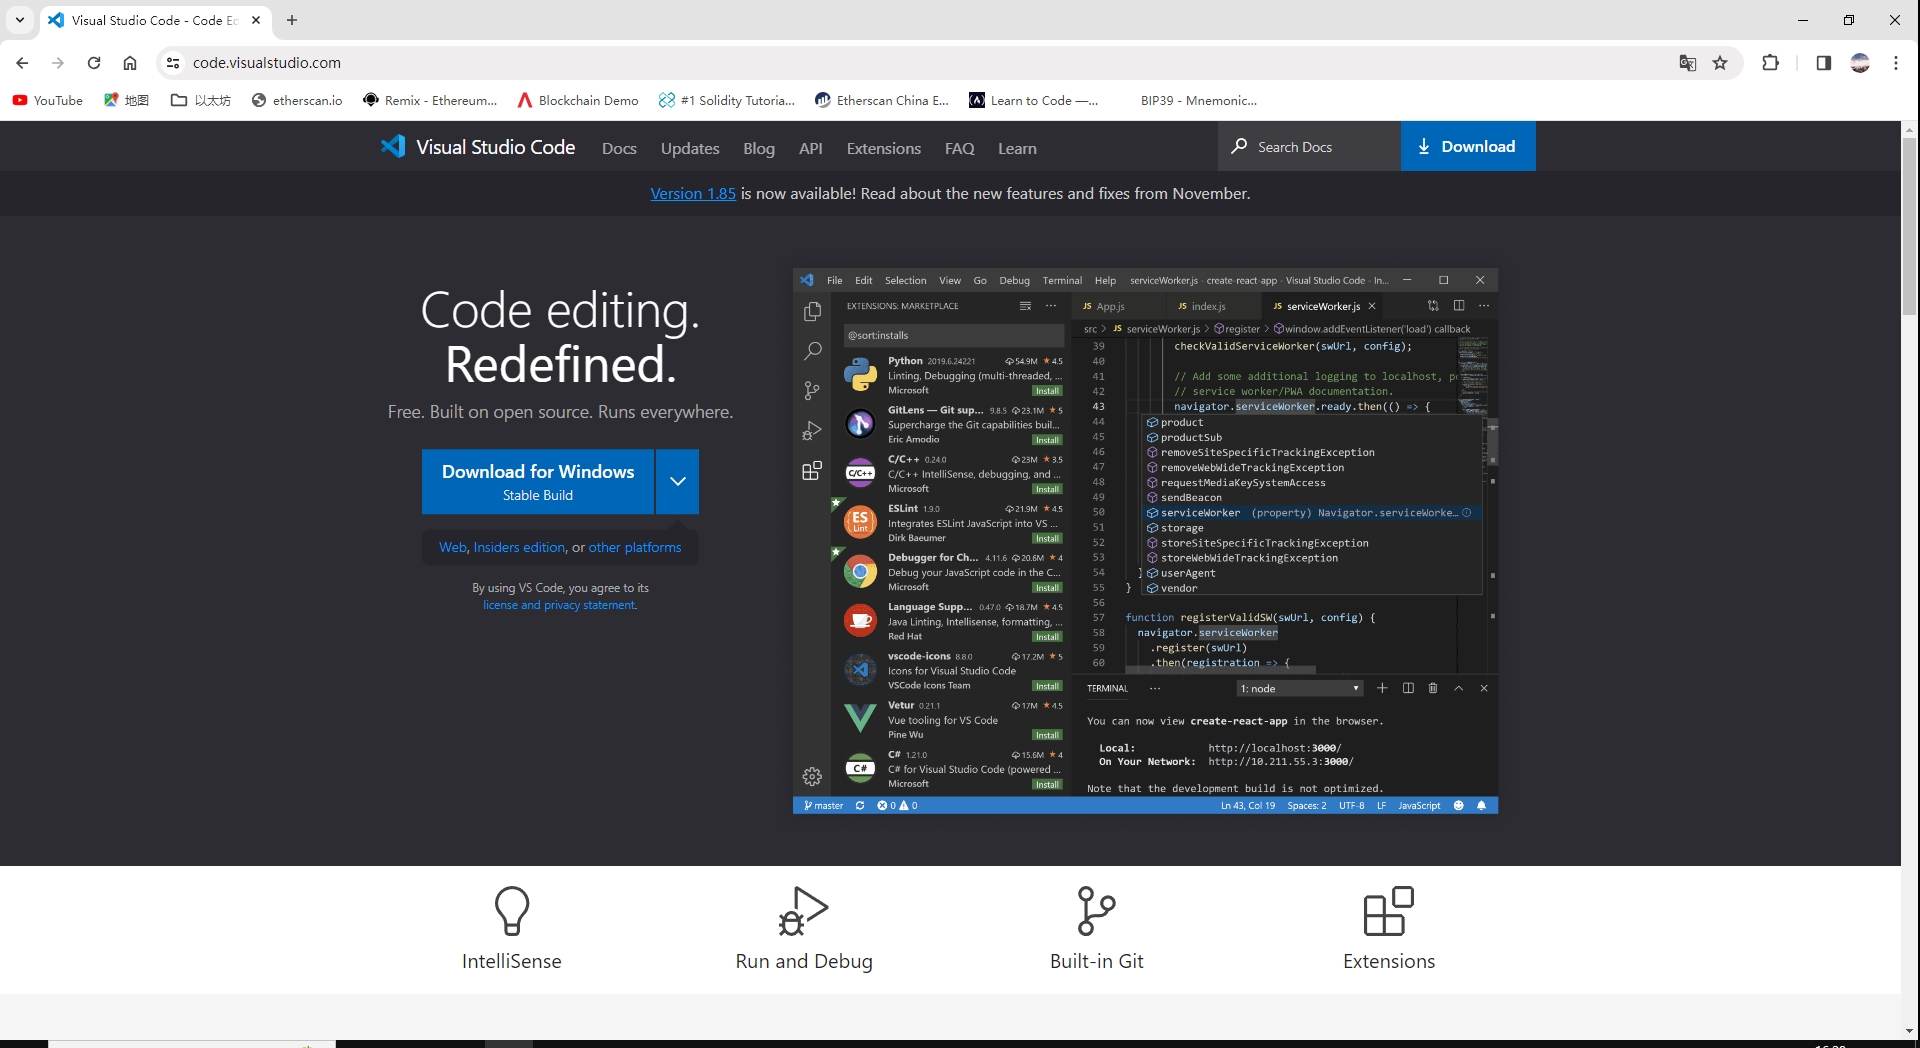 Visual Studio Code - Code Ed
code.visualstudio.com
YouTube
地图
以太坊
etherscan.io
Remix - Ethereum...
Blockchain Demo
#1 Solidity Tutoria...
Etherscan China E...
Learn to Code —...
BIP39 - Mnemonic...
Visual Studio Code
Docs
Updates
Blog
API
Extensions
FAQ
Learn
Search Docs
Download
Version 1.85 is now available! Read about the new features and fixes from November.
Code editing.
Redefined.
Free. Built on open source. Runs everywhere.
Download for Windows
Stable Build
Web, Insiders edition, or other platforms
By using VS Code, you agree to its
license and privacy statement.
File Edit Selection View Go Debug Terminal Help serviceWorker.js - create-react-app - Visual Studio Code - In...
EXTENSIONS: MARKETPLACE
@sort:installs
Python 2019.6.24221 54.9M 4.5
Linting, Debugging (multi-threaded, ...
Microsoft Install
GitLens — Git sup... 9.8.5 23.1M 5
Supercharge the Git capabilities buil...
Eric Amodio Install
C/C++
C/C++ 0.24.0 23M 3.5
C/C++ IntelliSense, debugging, and ...
Microsoft Install
ES
Lint
ESLint 1.9.0 21.9M 4.5
Integrates ESLint JavaScript into VS ...
Dirk Baeumer Install
Debugger for Ch... 4.11.6 20.6M 4
Debug your JavaScript code in the C...
Microsoft Install
Language Supp... 0.47.0 18.7M 4.5
Java Linting, Intellisense, formatting, ...
Red Hat Install
vscode-icons 8.8.0 17.2M 5
Icons for Visual Studio Code
VSCode Icons Team Install
Vetur 0.21.1 17M 4.5
Vue tooling for VS Code
Pine Wu Install
C#
C# 1.21.0 15.6M 4
C# for Visual Studio Code (powered ...
Microsoft Install
JS App.js
JS index.js
JS serviceWorker.js
src > JS serviceWorker.js > register > window.addEventListener('load') callback
39 checkValidServiceWorker(swUrl, config);
40
41 // Add some additional logging to localhost, p
42 // service worker/PWA documentation.
43 navigator.serviceWorker.ready.then(() => {
44 product
45 productSub
46 removeSiteSpecificTrackingException
47 removeWebWideTrackingException
48 requestMediaKeySystemAccess
49 sendBeacon
50 serviceWorker (property) Navigator.serviceWorke...
51 storage
52 storeSiteSpecificTrackingException
53 storeWebWideTrackingException
54 } userAgent
55 } vendor
56
57 function registerValidSW(swUrl, config) {
58 navigator.serviceWorker
59 .register(swUrl)
60 .then(registration => {
TERMINAL ... 1: node
You can now view create-react-app in the browser.
Local: http://localhost:3000/
On Your Network: http://10.211.55.3:3000/
Note that the development build is not optimized.
master 0 0 Ln 43, Col 19 Spaces: 2 UTF-8 LF JavaScript
IntelliSense
Run and Debug
Built-in Git
Extensions